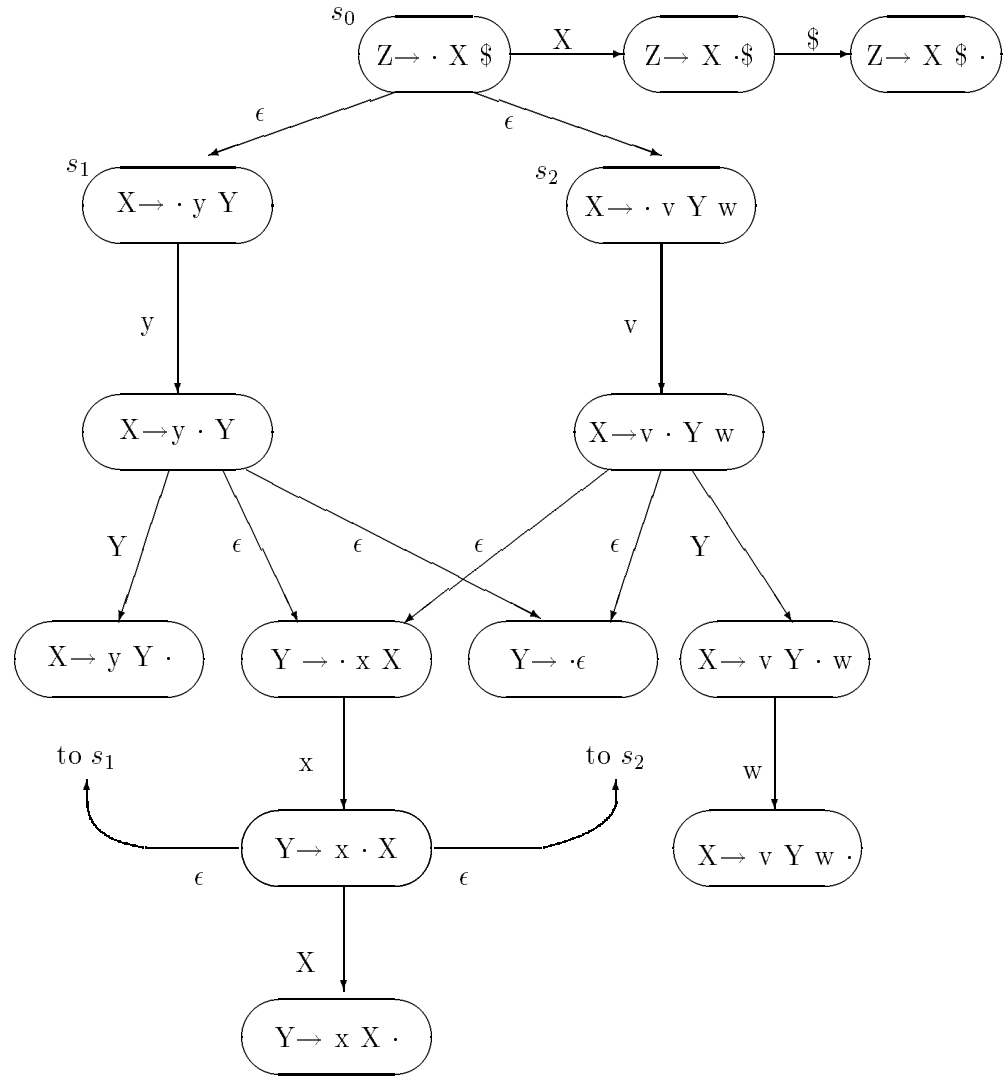 s₀
Z→ · X $
X
Z→ X ·$
$
Z→ X $ ·
ϵ
ϵ
s₁
X→ · y Y
s₂
X→ · v Y w
y
v
X→y · Y
X→v · Y w
Y
ϵ
ϵ
ϵ
ϵ
Y
X→ y Y ·
Y → · x X
Y→ ·ϵ
X→ v Y · w
to s₁
x
to s₂
w
Y→ x · X
X→ v Y w ·
ϵ
ϵ
X
Y→ x X ·